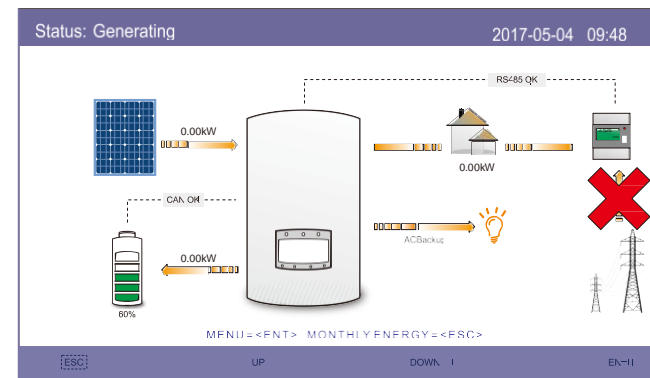 Status: Generating
2017-05-04 09:48
RS485 OK
0.00kW
0.00kW
CAN OK
ACBackup
0.00kW
60%
MENU=<ENT> MONTHLY ENERGY=<ESC>
ESC
UP
DOWN